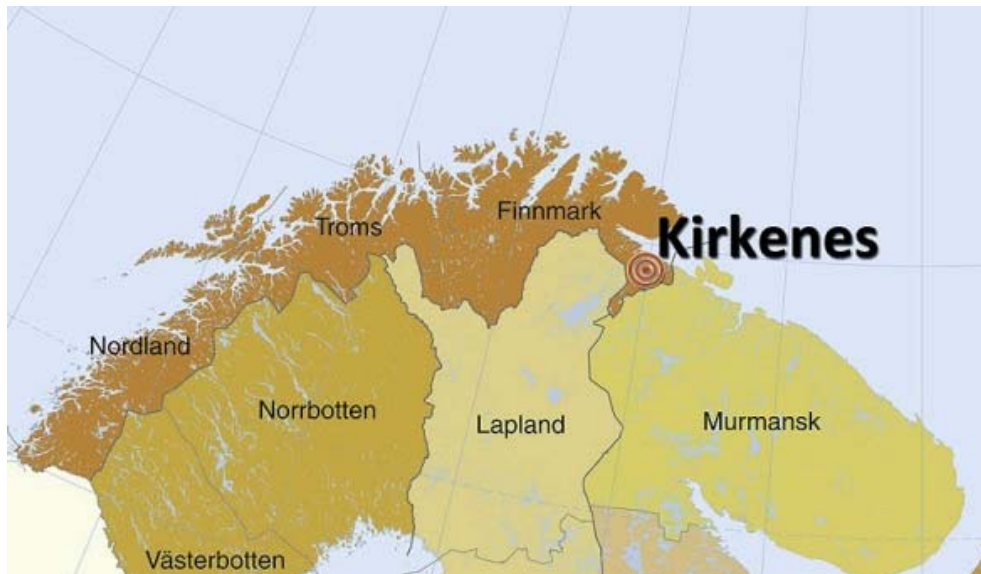 Finnmark
Troms
Kirkenes
Nordland
Norrbotten
Lapland
Murmansk
Västerbotten